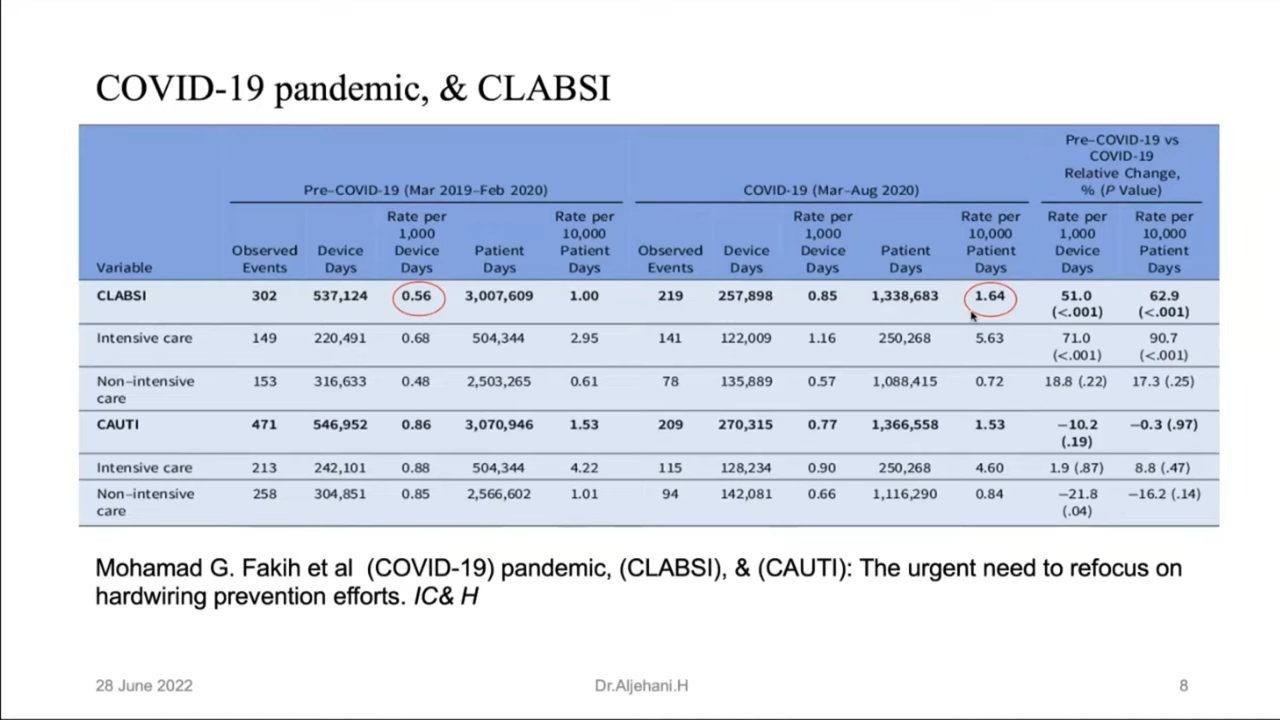 COVID-19 pandemic, & CLABSI
Pre-COVID-19 vs
COVID-19
Relative Change,
% (P Value)
Pre-COVID-19 (Mar 2019-Feb 2020) COVID-19 (Mar-Aug 2020)
Variable Observed Events Device Days Rate per 1,000 Device Days Patient Days Rate per 10,000 Patient Days Observed Events Device Days Rate per 1,000 Device Days Patient Days Rate per 10,000 Patient Days Rate per 1,000 Device Days Rate per 10,000 Patient Days
CLABSI 302 537,124 0.56 3,007,609 1.00 219 257,898 0.85 1,338,683 1.64 51.0 (<.001) 62.9 (<.001)
Intensive care 149 220,491 0.68 504,344 2.95 141 122,009 1.16 250,268 5.63 71.0 (<.001) 90.7 (<.001)
Non-intensive care 153 316,633 0.48 2,503,265 0.61 78 135,889 0.57 1,088,415 0.72 18.8 (.22) 17.3 (.25)
CAUTI 471 546,952 0.86 3,070,946 1.53 209 270,315 0.77 1,366,558 1.53 −10.2 (.19) −0.3 (.97)
Intensive care 213 242,101 0.88 504,344 4.22 115 128,234 0.90 250,268 4.60 1.9 (.87) 8.8 (.47)
Non-intensive care 258 304,851 0.85 2,566,602 1.01 94 142,081 0.66 1,116,290 0.84 −21.8 (.04) −16.2 (.14)
Mohamad G. Fakih et al (COVID-19) pandemic, (CLABSI), & (CAUTI): The urgent need to refocus on
hardwiring prevention efforts. IC& H
28 June 2022 Dr.Aljehani.H 8